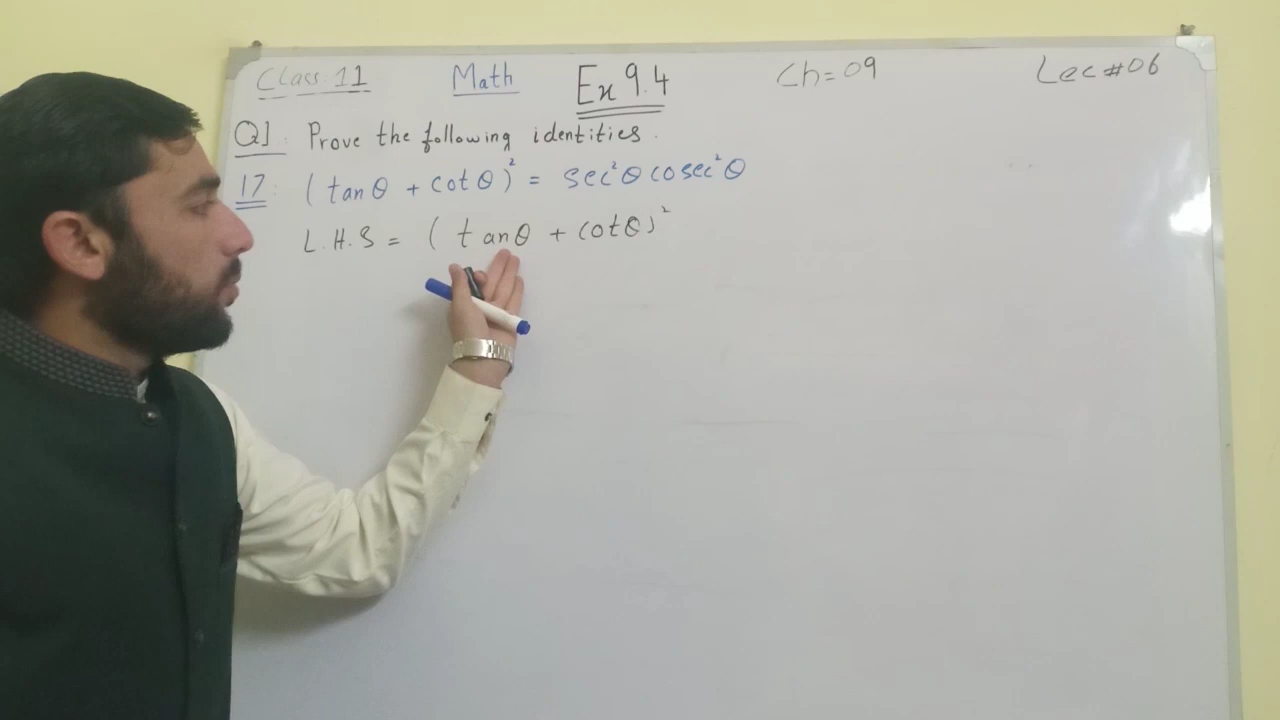 Class:11 Math Ex 9.4 Ch=09 Lec#06
Q1: Prove the following identities.
17: (tanθ + cotθ)² = sec²θ cosec²θ
L.H.S = (tanθ + cotθ)²